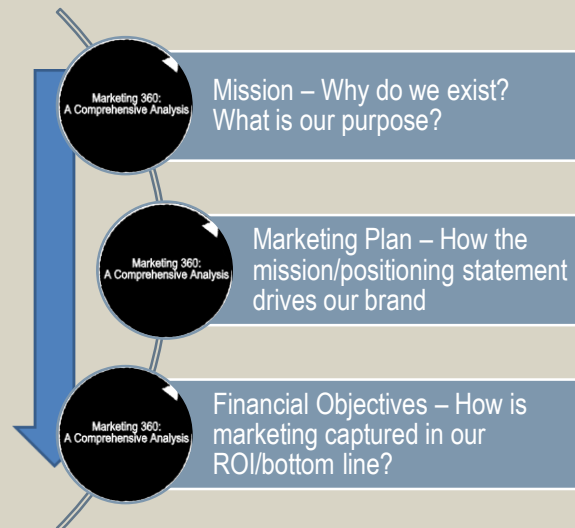 Marketing 360:
A Comprehensive Analysis
Mission – Why do we exist?
What is our purpose?
Marketing 360:
A Comprehensive Analysis
Marketing Plan – How the
mission/positioning statement
drives our brand
Marketing 360:
A Comprehensive Analysis
Financial Objectives – How is
marketing captured in our
ROI/bottom line?